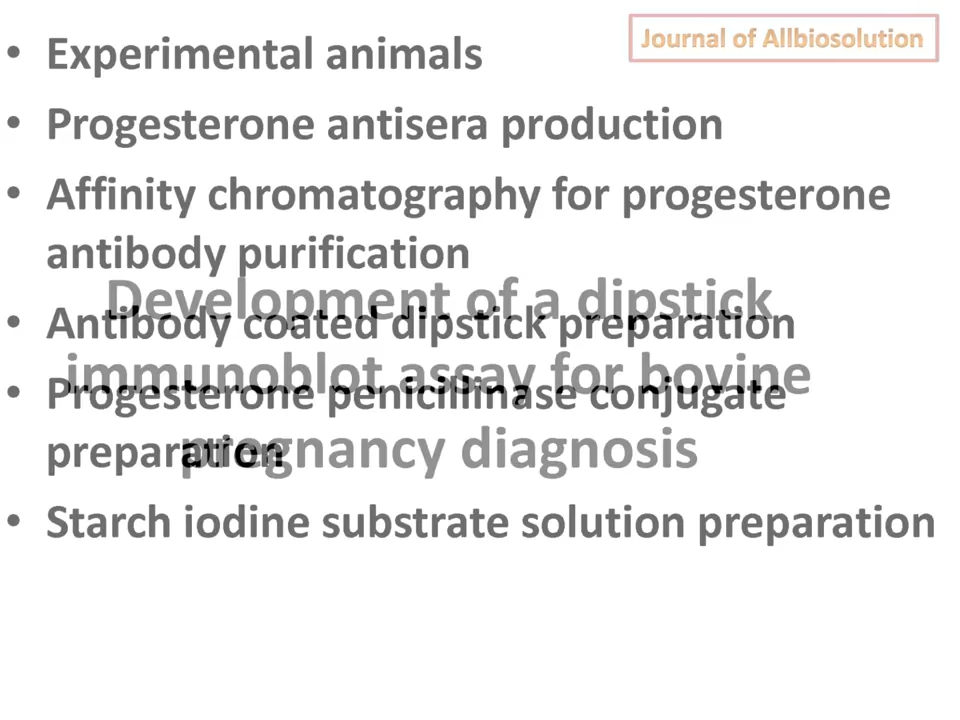 Journal of Allbiosolution
• Experimental animals
• Progesterone antisera production
• Affinity chromatography for progesterone
antibody purification
• Antibody coated dipstick preparation
• Progesterone penicillinase conjugate
preparation
• Starch iodine substrate solution preparation
Development of a dipstick
immunoblot assay for bovine
pregnancy diagnosis